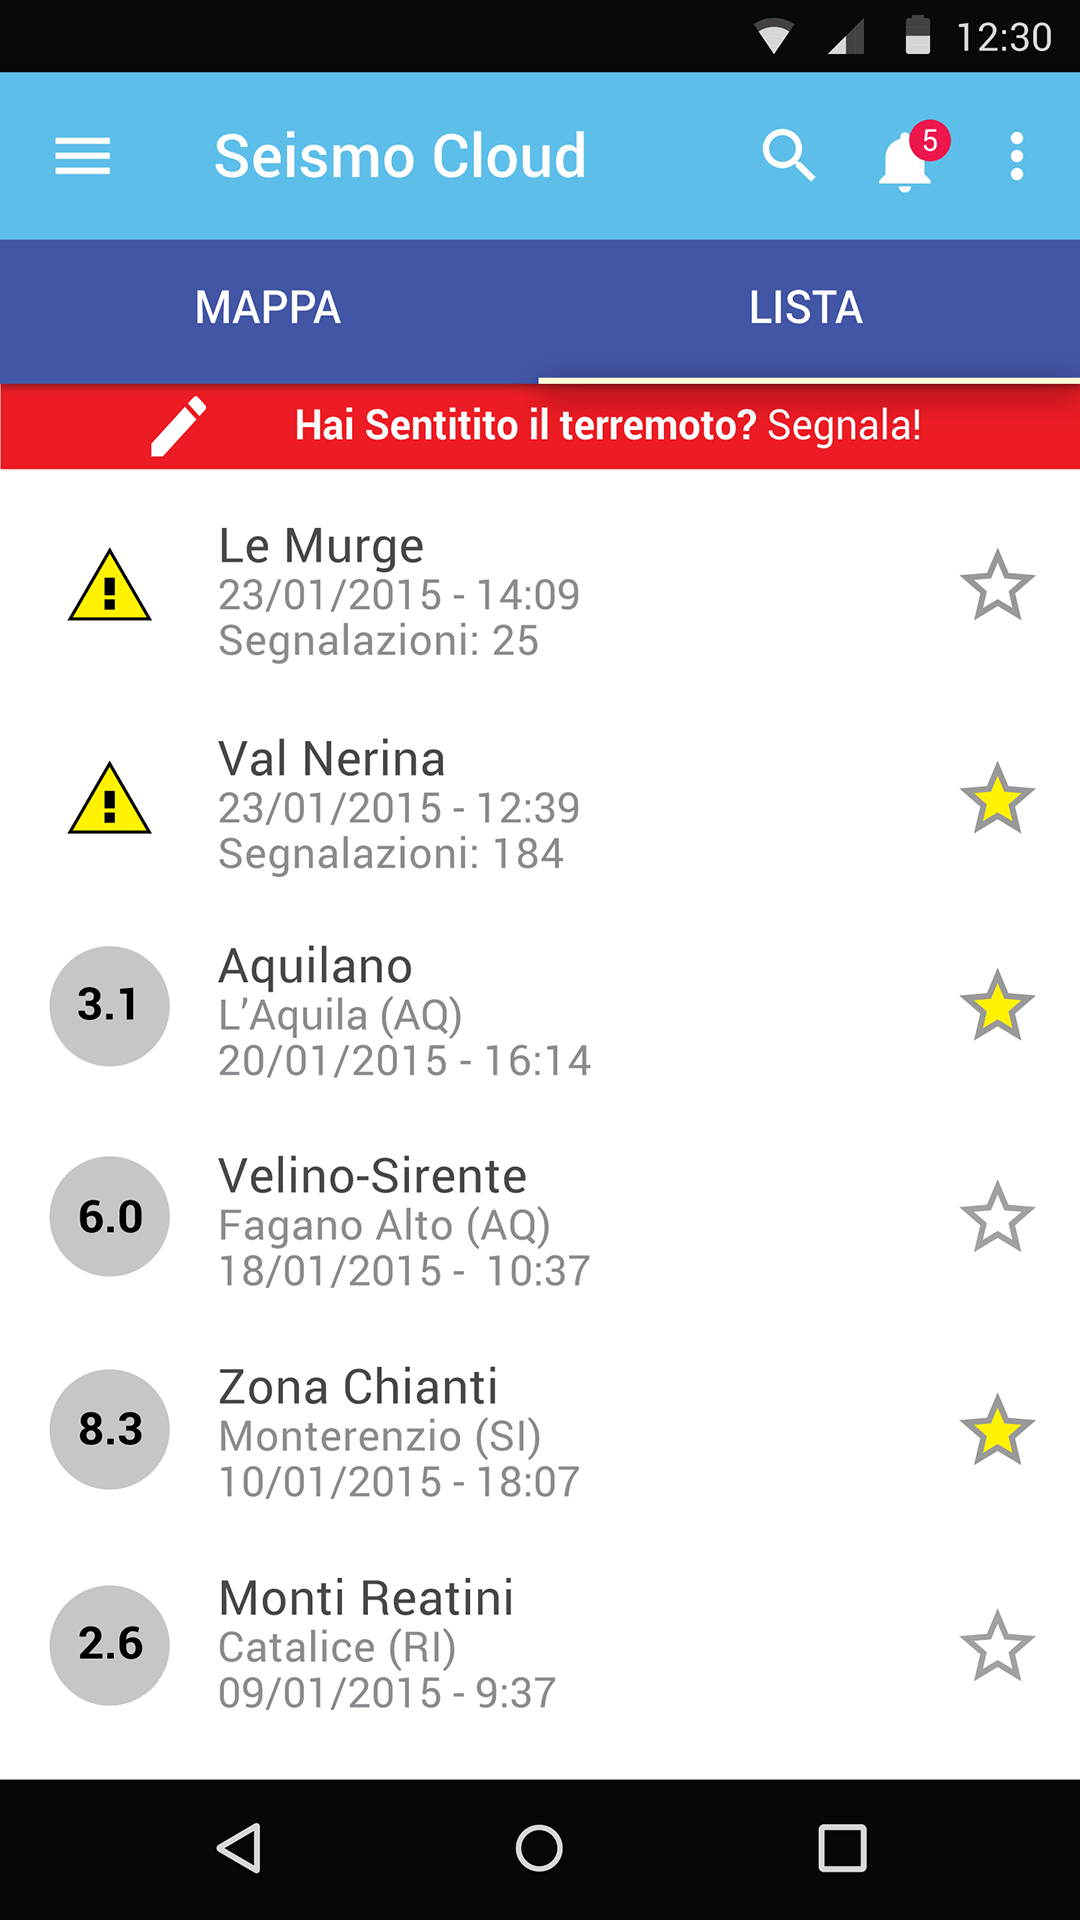 12:30
Seismo Cloud
5
MAPPA
LISTA
Hai Sentitito il terremoto? Segnala!
Le Murge
23/01/2015 - 14:09
Segnalazioni: 25
Val Nerina
23/01/2015 - 12:39
Segnalazioni: 184
3.1
Aquilano
L’Aquila (AQ)
20/01/2015 - 16:14
6.0
Velino-Sirente
Fagano Alto (AQ)
18/01/2015 - 10:37
8.3
Zona Chianti
Monterenzio (SI)
10/01/2015 - 18:07
2.6
Monti Reatini
Catalice (RI)
09/01/2015 - 9:37